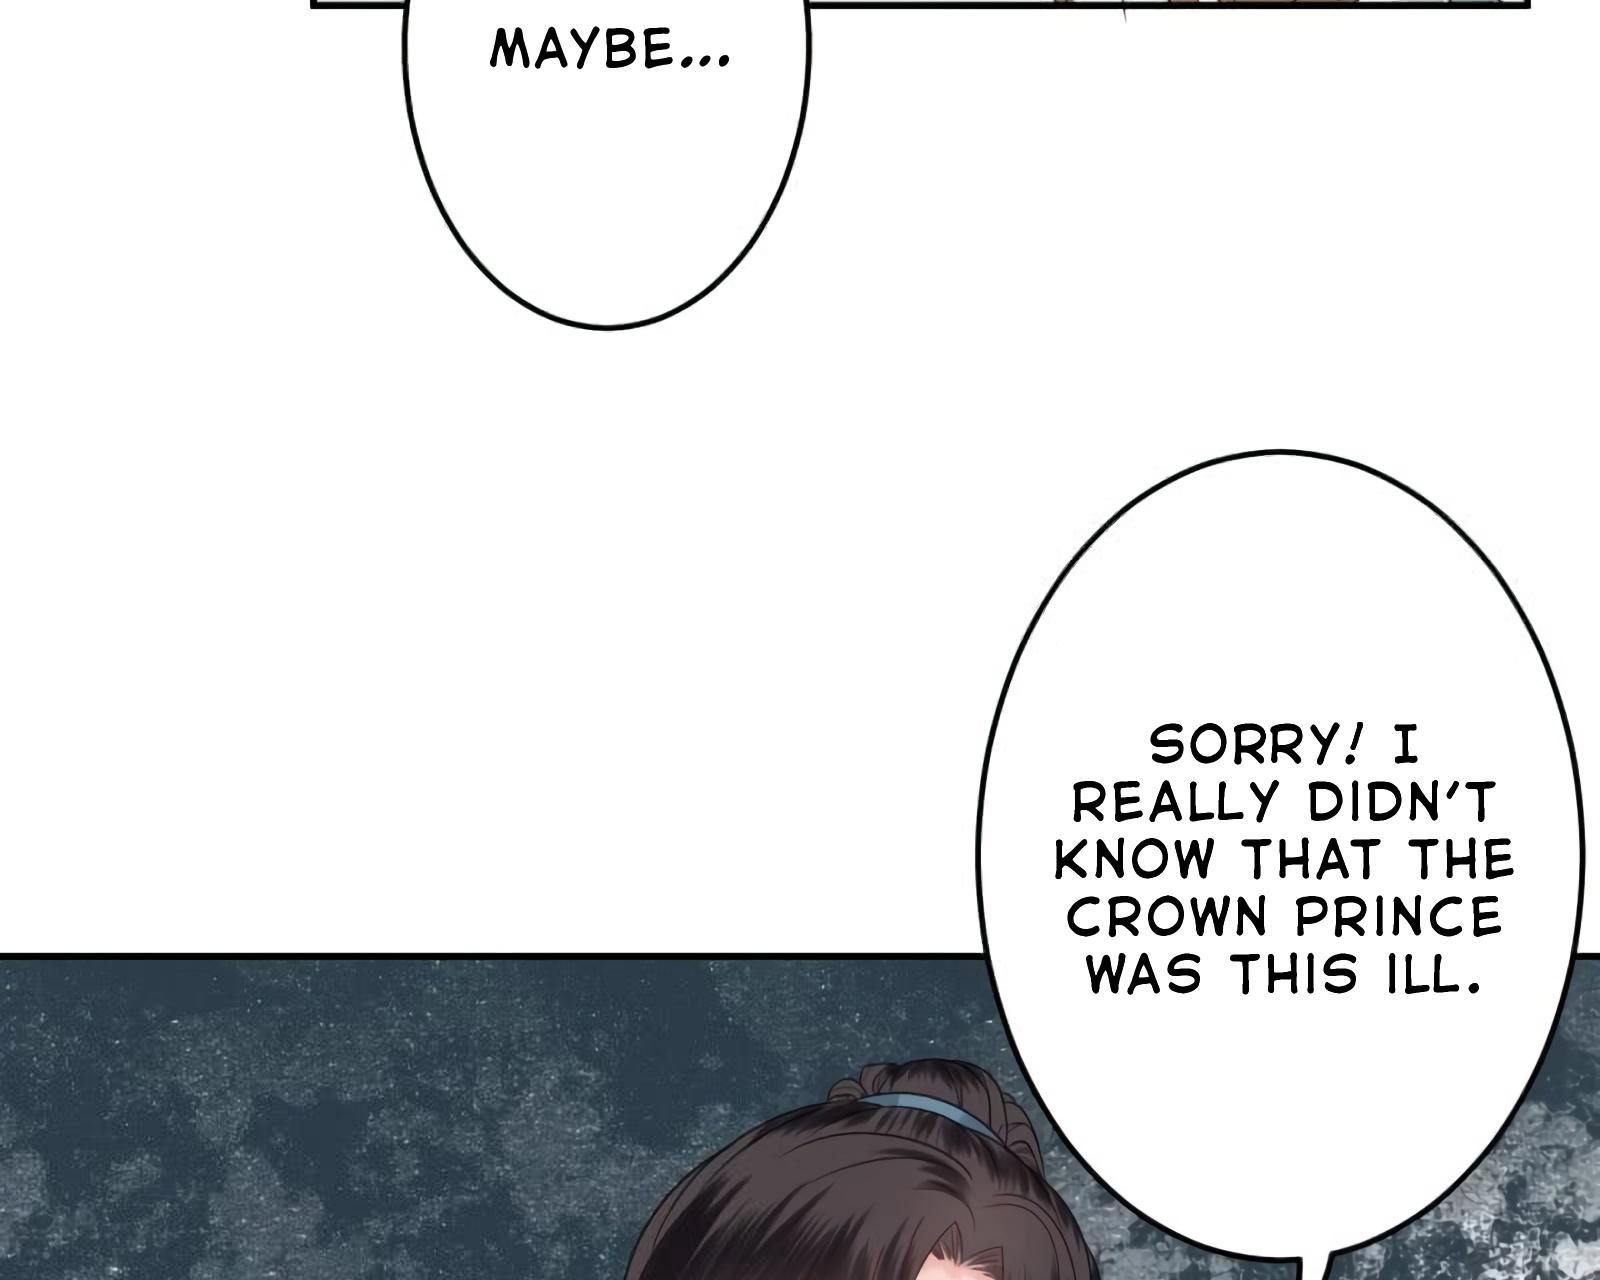 MAYBE...
SORRY! I
REALLY DIDN'T
KNOW THAT THE
CROWN PRINCE
WAS THIS ILL.